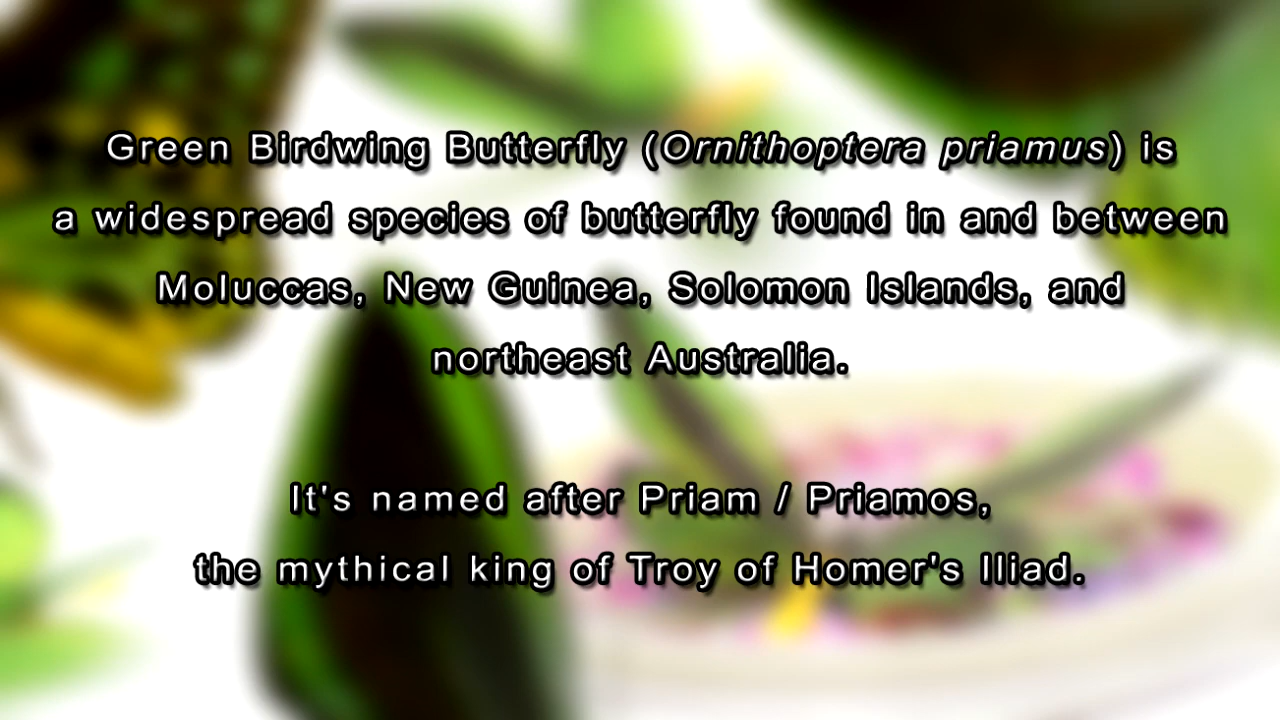 Green Birdwing Butterfly (Ornithoptera priamus) is
a widespread species of butterfly found in and between
Moluccas, New Guinea, Solomon Islands, and
northeast Australia.
It's named after Priam / Priamos,
the mythical king of Troy of Homer's Iliad.